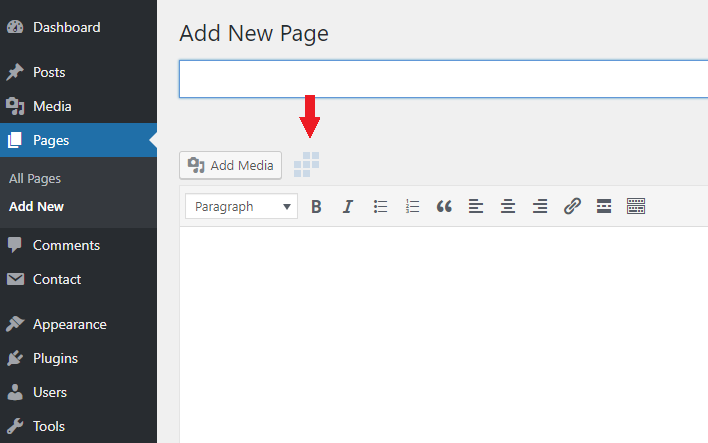 Dashboard
Posts
Media
Pages
All Pages
Add New
Comments
Contact
Appearance
Plugins
Users
Tools
Add New Page
Add Media
Paragraph
B I